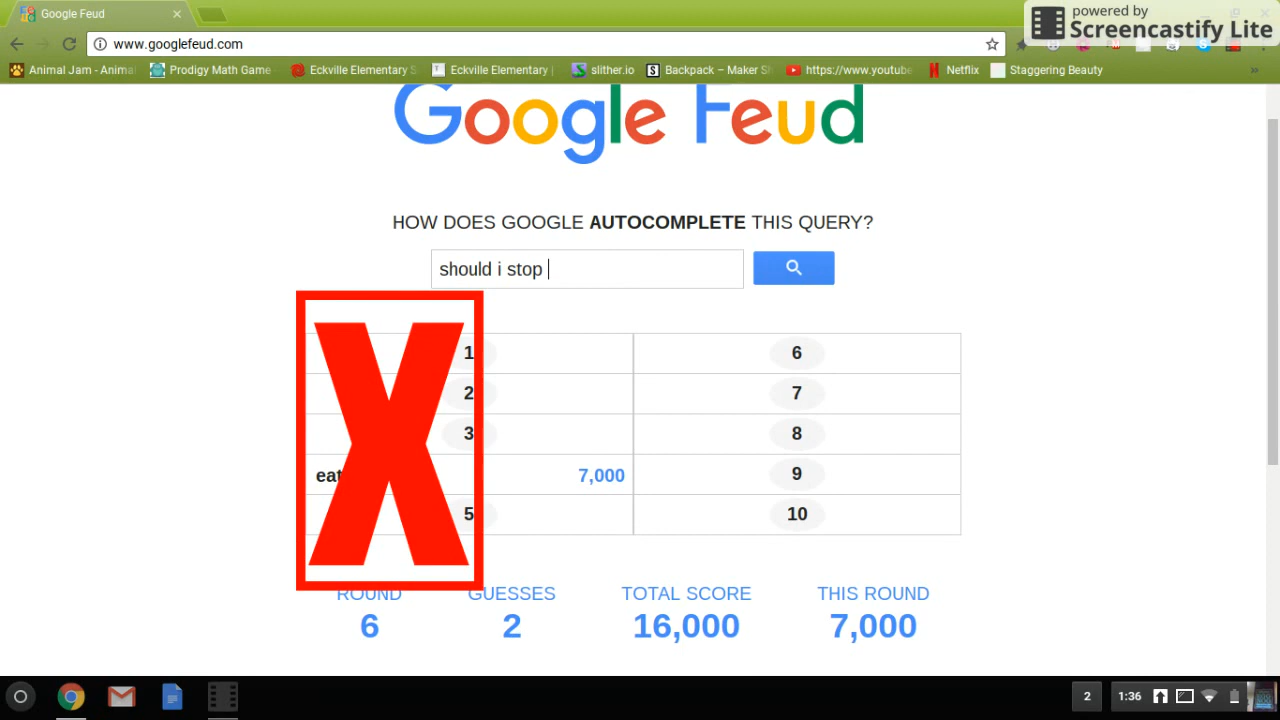 Google Feud
powered by
Screencastify Lite
www.googlefeud.com
Animal Jam - Anima
Prodigy Math Game
Eckville Elementary S
Eckville Elementary |
slither.io
Backpack – Maker S
https://www.youtube
Netflix
Staggering Beauty
Google Feud
HOW DOES GOOGLE AUTOCOMPLETE THIS QUERY?
should i stop
X
1 6
2 7
3 8
eat 7,000 9
5 10
ROUND GUESSES TOTAL SCORE THIS ROUND
6 2 16,000 7,000
2 1:36